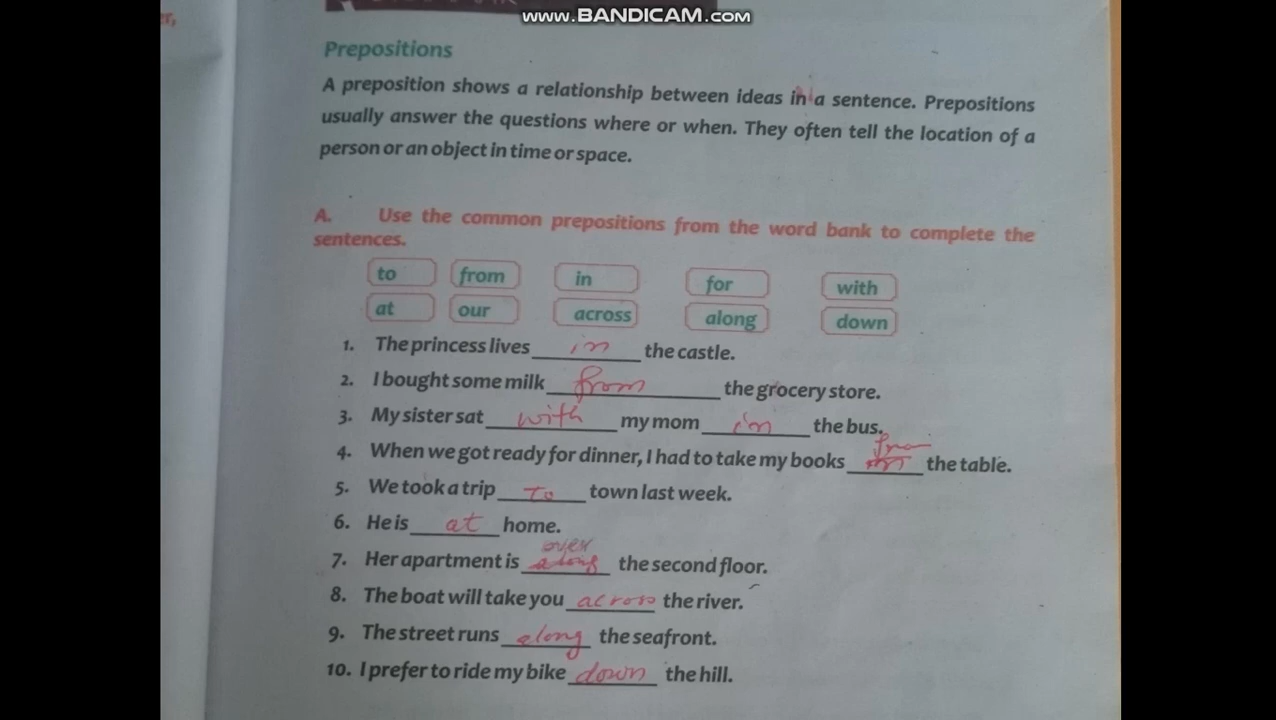 www.BANDICAM.com
Prepositions
A preposition shows a relationship between ideas in a sentence. Prepositions
usually answer the questions where or when. They often tell the location of a
person or an object in time or space.
A. Use the common prepositions from the word bank to complete the
sentences.
to from in for with
at our across along down
1. The princess lives in the castle.
2. I bought some milk from the grocery store.
3. My sister sat with my mom in the bus.
4. When we got ready for dinner, I had to take my books from the table.
5. We took a trip to town last week.
6. He is at home.
7. Her apartment is over along the second floor.
8. The boat will take you across the river.
9. The street runs along the seafront.
10. I prefer to ride my bike down the hill.